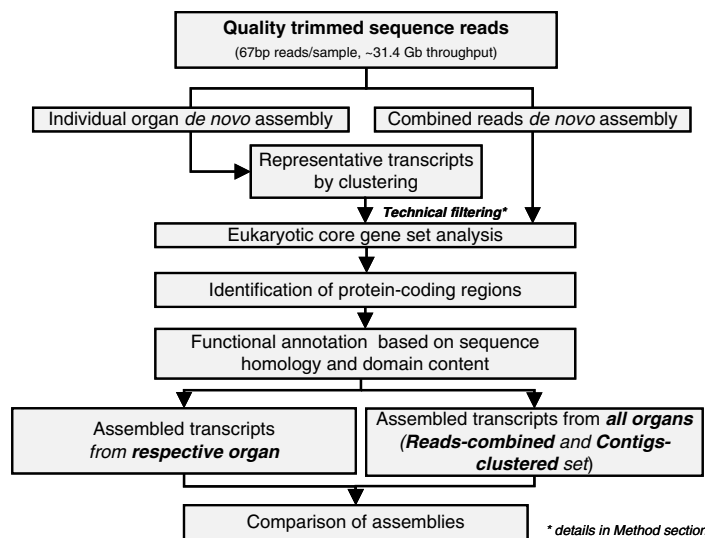 Quality trimmed sequence reads
(67bp reads/sample, ~31.4 Gb throughput)
Individual organ de novo assembly
Combined reads de novo assembly
Representative transcripts
by clustering
Technical filtering*
Eukaryotic core gene set analysis
Identification of protein-coding regions
Functional annotation based on sequence
homology and domain content
Assembled transcripts
from respective organ
Assembled transcripts from all organs
(Reads-combined and Contigs-
clustered set)
Comparison of assemblies
* details in Method section